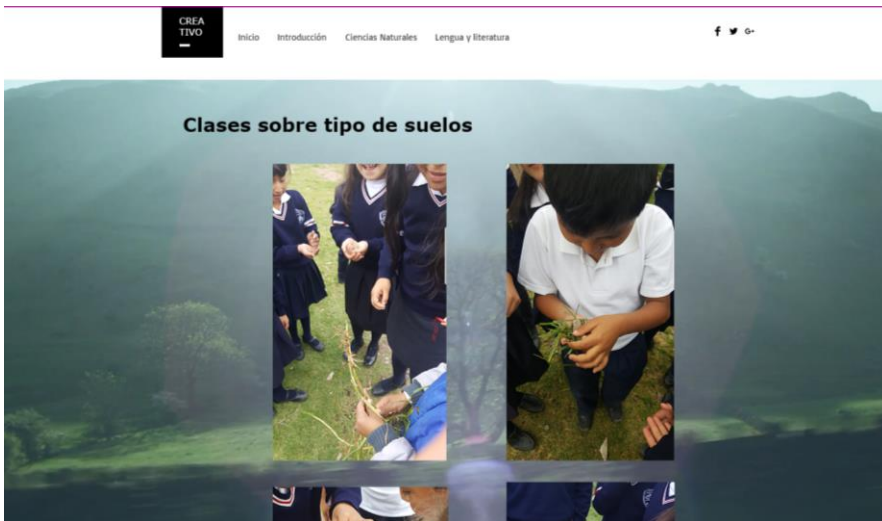 CREA
TIVO
Inicio
Introducción
Ciencias Naturales
Lengua y literatura
f
G+
Clases sobre tipo de suelos